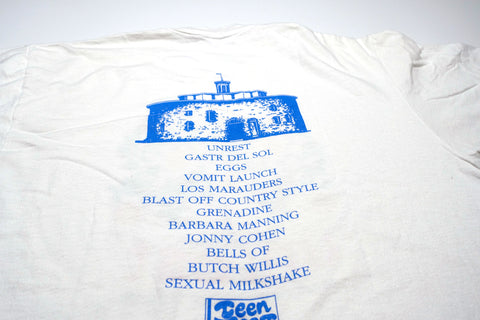 UNREST
GASTR DEL SOL
EGGS
VOMIT LAUNCH
LOS MARAUDERS
BLAST OFF COUNTRY STYLE
GRENADINE
BARBARA MANNING
JONNY COHEN
BELLS OF
BUTCH WILLIS
SEXUAL MILKSHAKE
teen